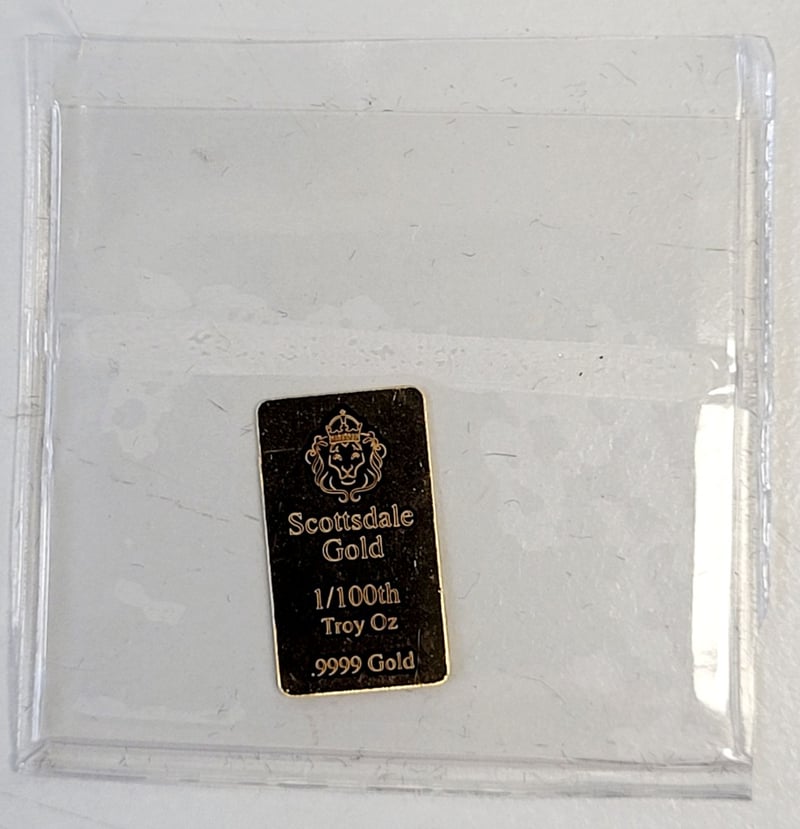 Scottsdale
Gold
1/100th
Troy Oz
.9999 Gold